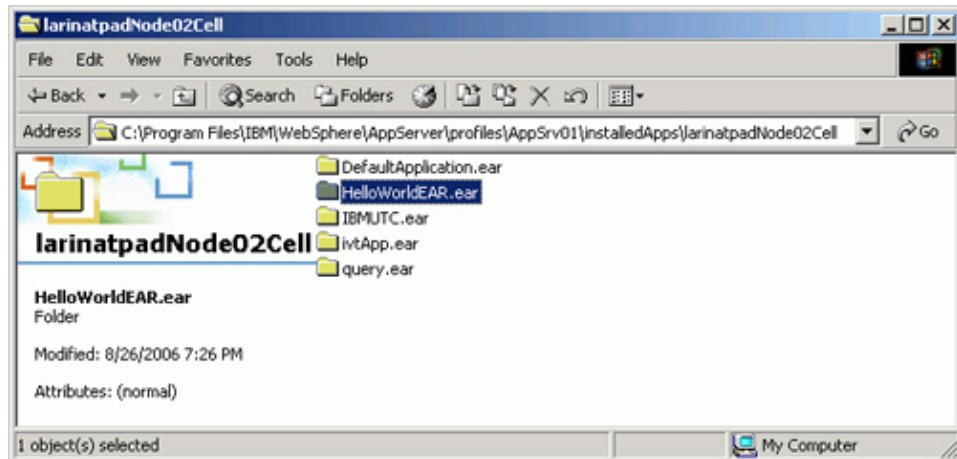 larinatpadNode02Cell
File Edit View Favorites Tools Help
Back Search Folders
Address C:\Program Files\IBM\WebSphere\AppServer\profiles\AppSrv01\installedApps\larinatpadNode02Cell Go
DefaultApplication.ear
HelloWorldEAR.ear
IBMUTC.ear
ivtApp.ear
query.ear
larinatpadNode02Cell
HelloWorldEAR.ear
Folder
Modified: 8/26/2006 7:26 PM
Attributes: (normal)
1 object(s) selected My Computer